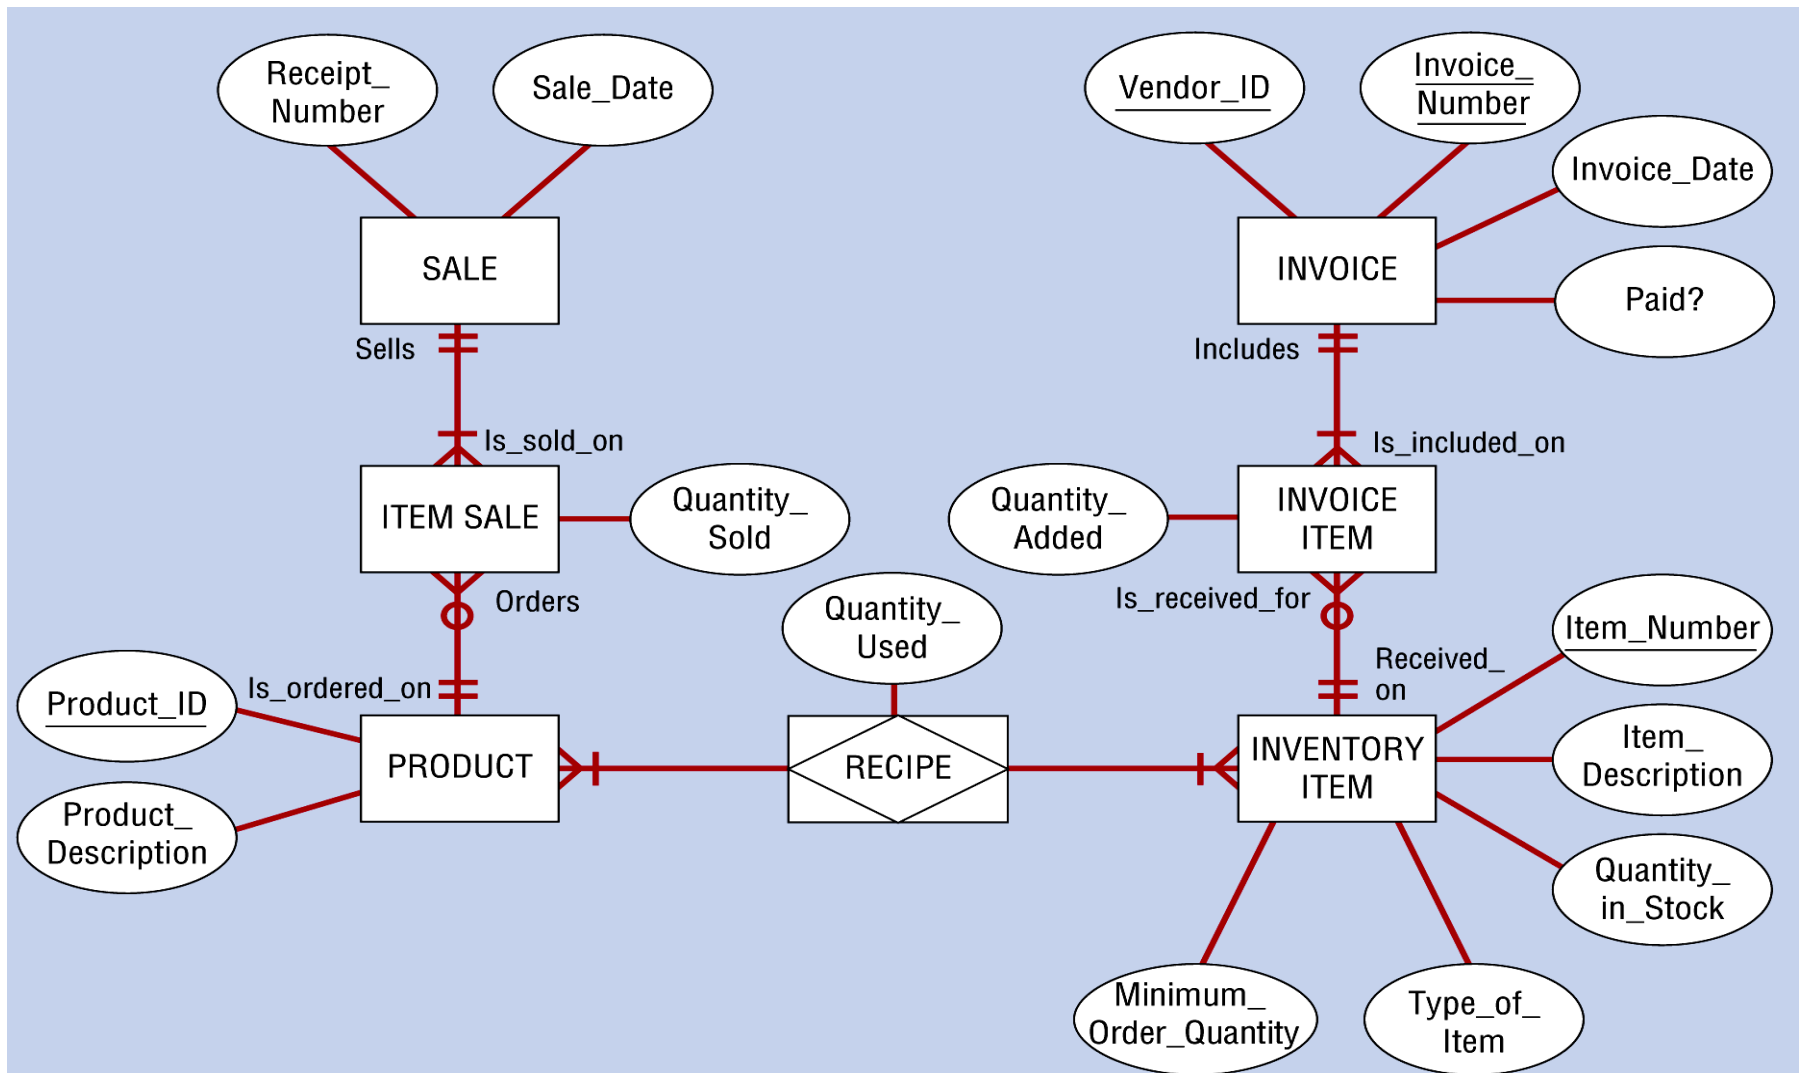 Receipt_
Number
Sale_Date
Vendor_ID
Invoice_
Number
Invoice_Date
Paid?
SALE
INVOICE
Sells
Includes
Is_sold_on
Is_included_on
ITEM SALE
Quantity_
Sold
Quantity_
Added
INVOICE
ITEM
Orders
Is_received_for
Quantity_
Used
Item_Number
Received_
on
Is_ordered_on
Product_ID
PRODUCT
RECIPE
INVENTORY
ITEM
Item_
Description
Product_
Description
Quantity_
in_Stock
Minimum_
Order_Quantity
Type_of_
Item